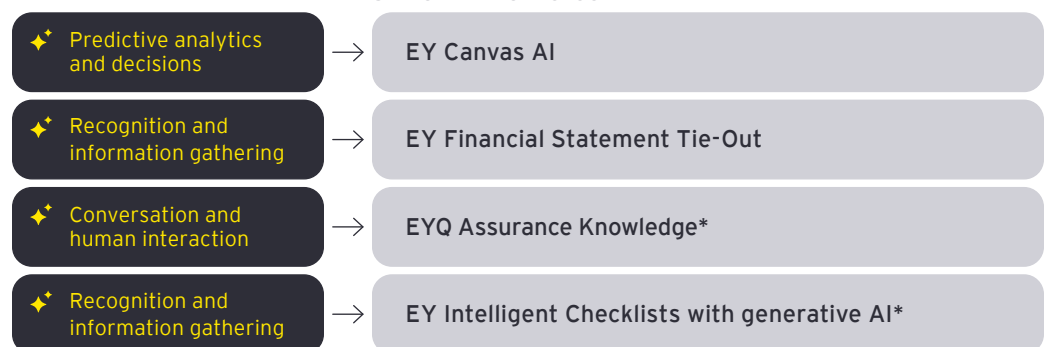 Predictive analytics
and decisions
EY Canvas AI
Recognition and
information gathering
EY Financial Statement Tie-Out
Conversation and
human interaction
EYQ Assurance Knowledge*
Recognition and
information gathering
EY Intelligent Checklists with generative AI*